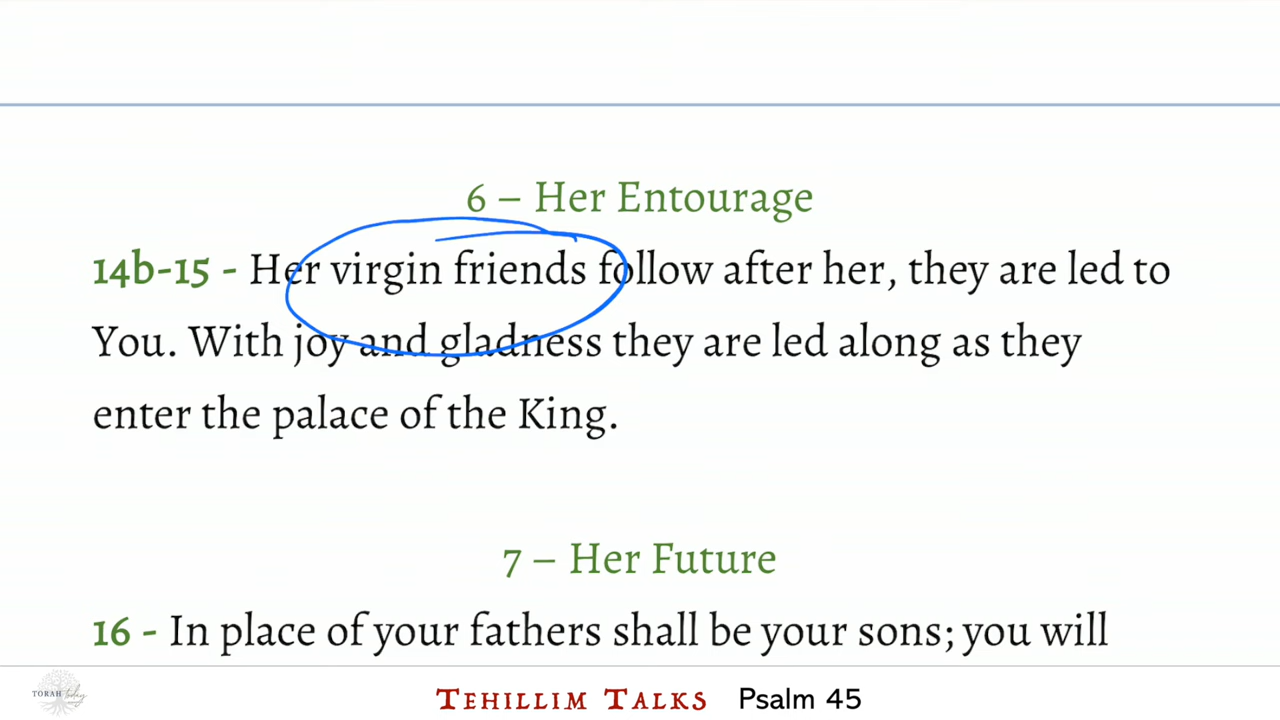 6 – Her Entourage
14b-15 - Her virgin friends follow after her, they are led to
You. With joy and gladness they are led along as they
enter the palace of the King.
7 – Her Future
16 - In place of your fathers shall be your sons; you will
TORAH today
Tehillim Talks Psalm 45